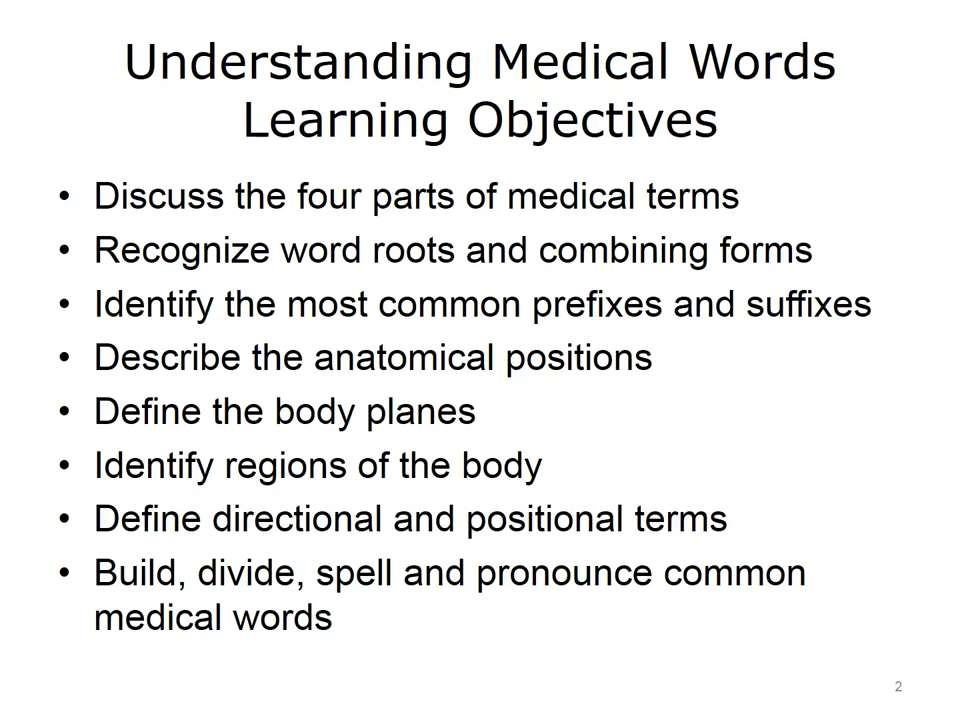 Understanding Medical Words
Learning Objectives
• Discuss the four parts of medical terms
• Recognize word roots and combining forms
• Identify the most common prefixes and suffixes
• Describe the anatomical positions
• Define the body planes
• Identify regions of the body
• Define directional and positional terms
• Build, divide, spell and pronounce common
medical words
2